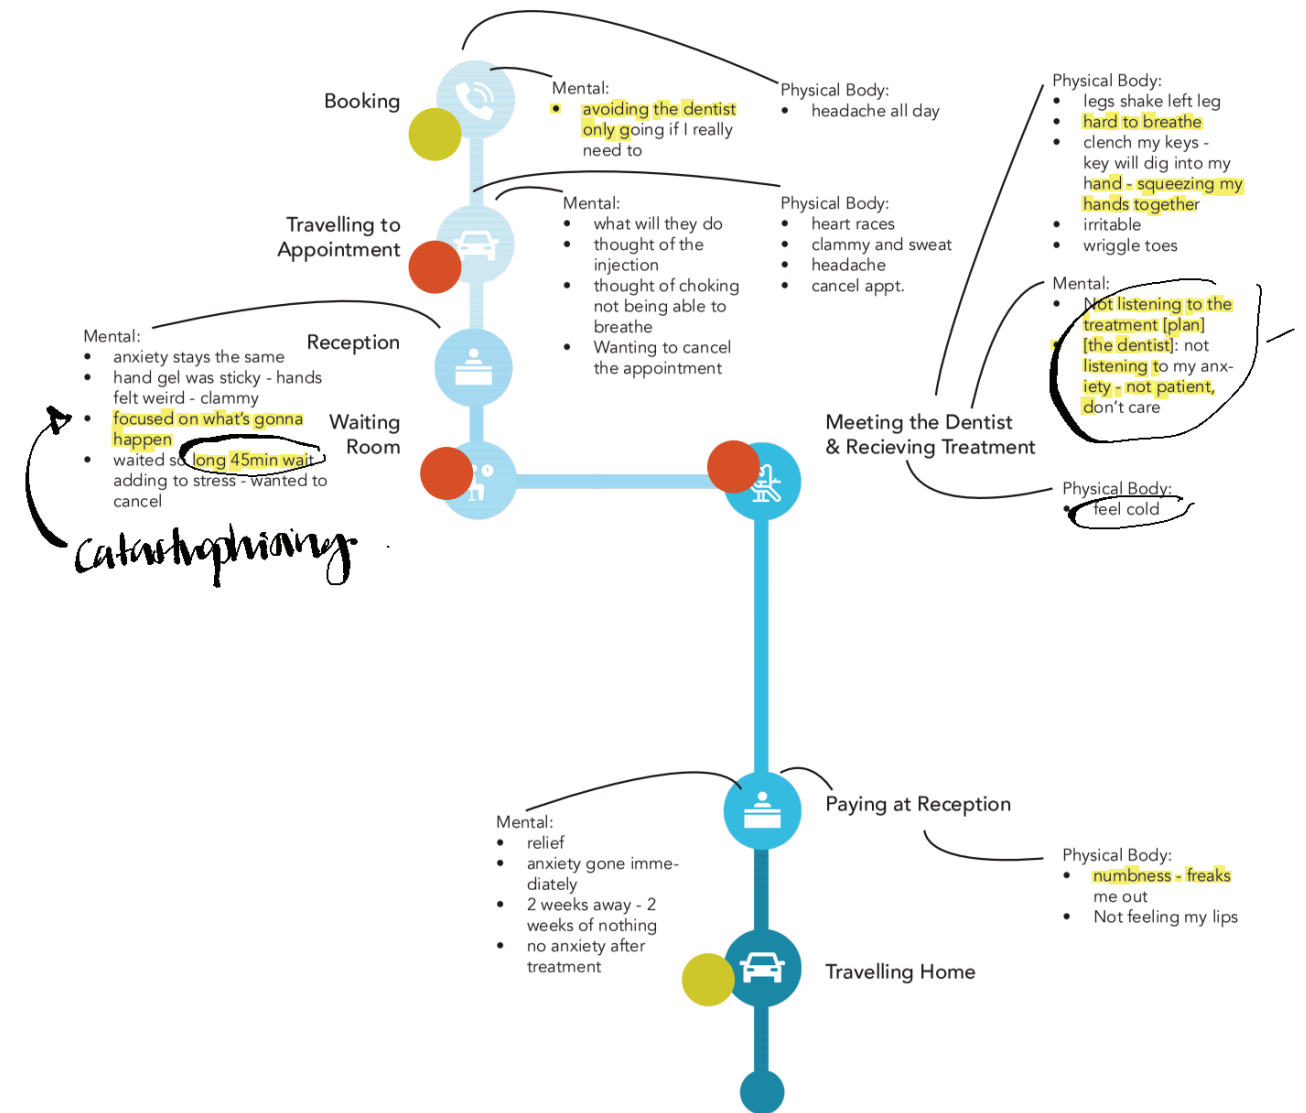 Booking
Mental:
• avoiding the dentist
only going if I really
need to
Physical Body:
• headache all day
Travelling to
Appointment
Mental:
• what will they do
• thought of the
injection
• thought of choking
not being able to
breathe
• Wanting to cancel
the appointment
Physical Body:
• heart races
• clammy and sweat
• headache
• cancel appt.
Reception
Waiting
Room
Mental:
• anxiety stays the same
• hand gel was sticky - hands
felt weird - clammy
• focused on what's gonna
happen
• waited so long 45min wait
adding to stress - wanted to
cancel
catastrophising
Physical Body:
• legs shake left leg
• hard to breathe
• clench my keys -
key will dig into my
hand - squeezing my
hands together
• irritable
• wriggle toes
Mental:
• Not listening to the
treatment [plan]
• [the dentist]: not
listening to my anx-
iety - not patient,
don't care
Meeting the Dentist
& Recieving Treatment
Physical Body:
• feel cold
Paying at Reception
Mental:
• relief
• anxiety gone imme-
diately
• 2 weeks away - 2
weeks of nothing
• no anxiety after
treatment
Physical Body:
• numbness - freaks
me out
• Not feeling my lips
Travelling Home